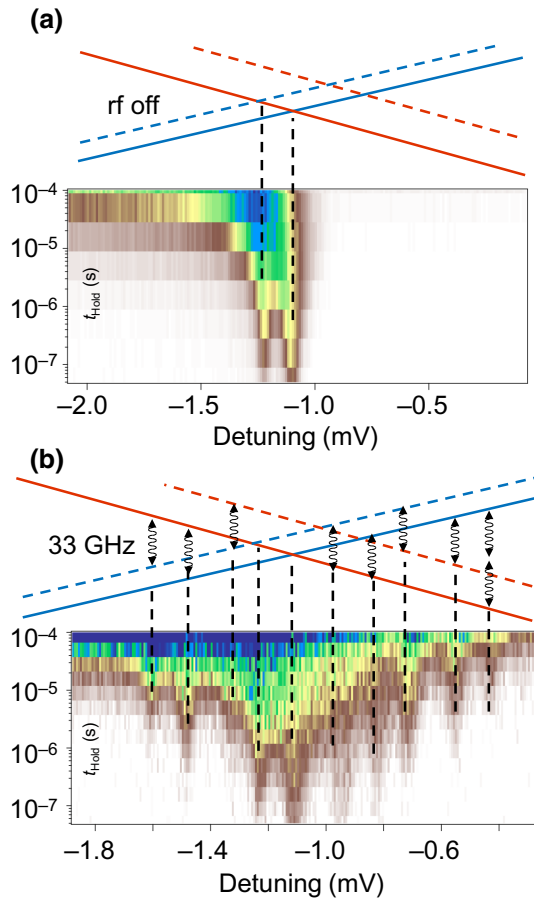 (a)
rf off
10⁻⁴
10⁻⁵
10⁻⁶
10⁻⁷
t_Hold (s)
−2.0 −1.5 −1.0 −0.5
Detuning (mV)
(b)
33 GHz
10⁻⁴
10⁻⁵
10⁻⁶
10⁻⁷
t_Hold (s)
−1.8 −1.4 −1.0 −0.6
Detuning (mV)